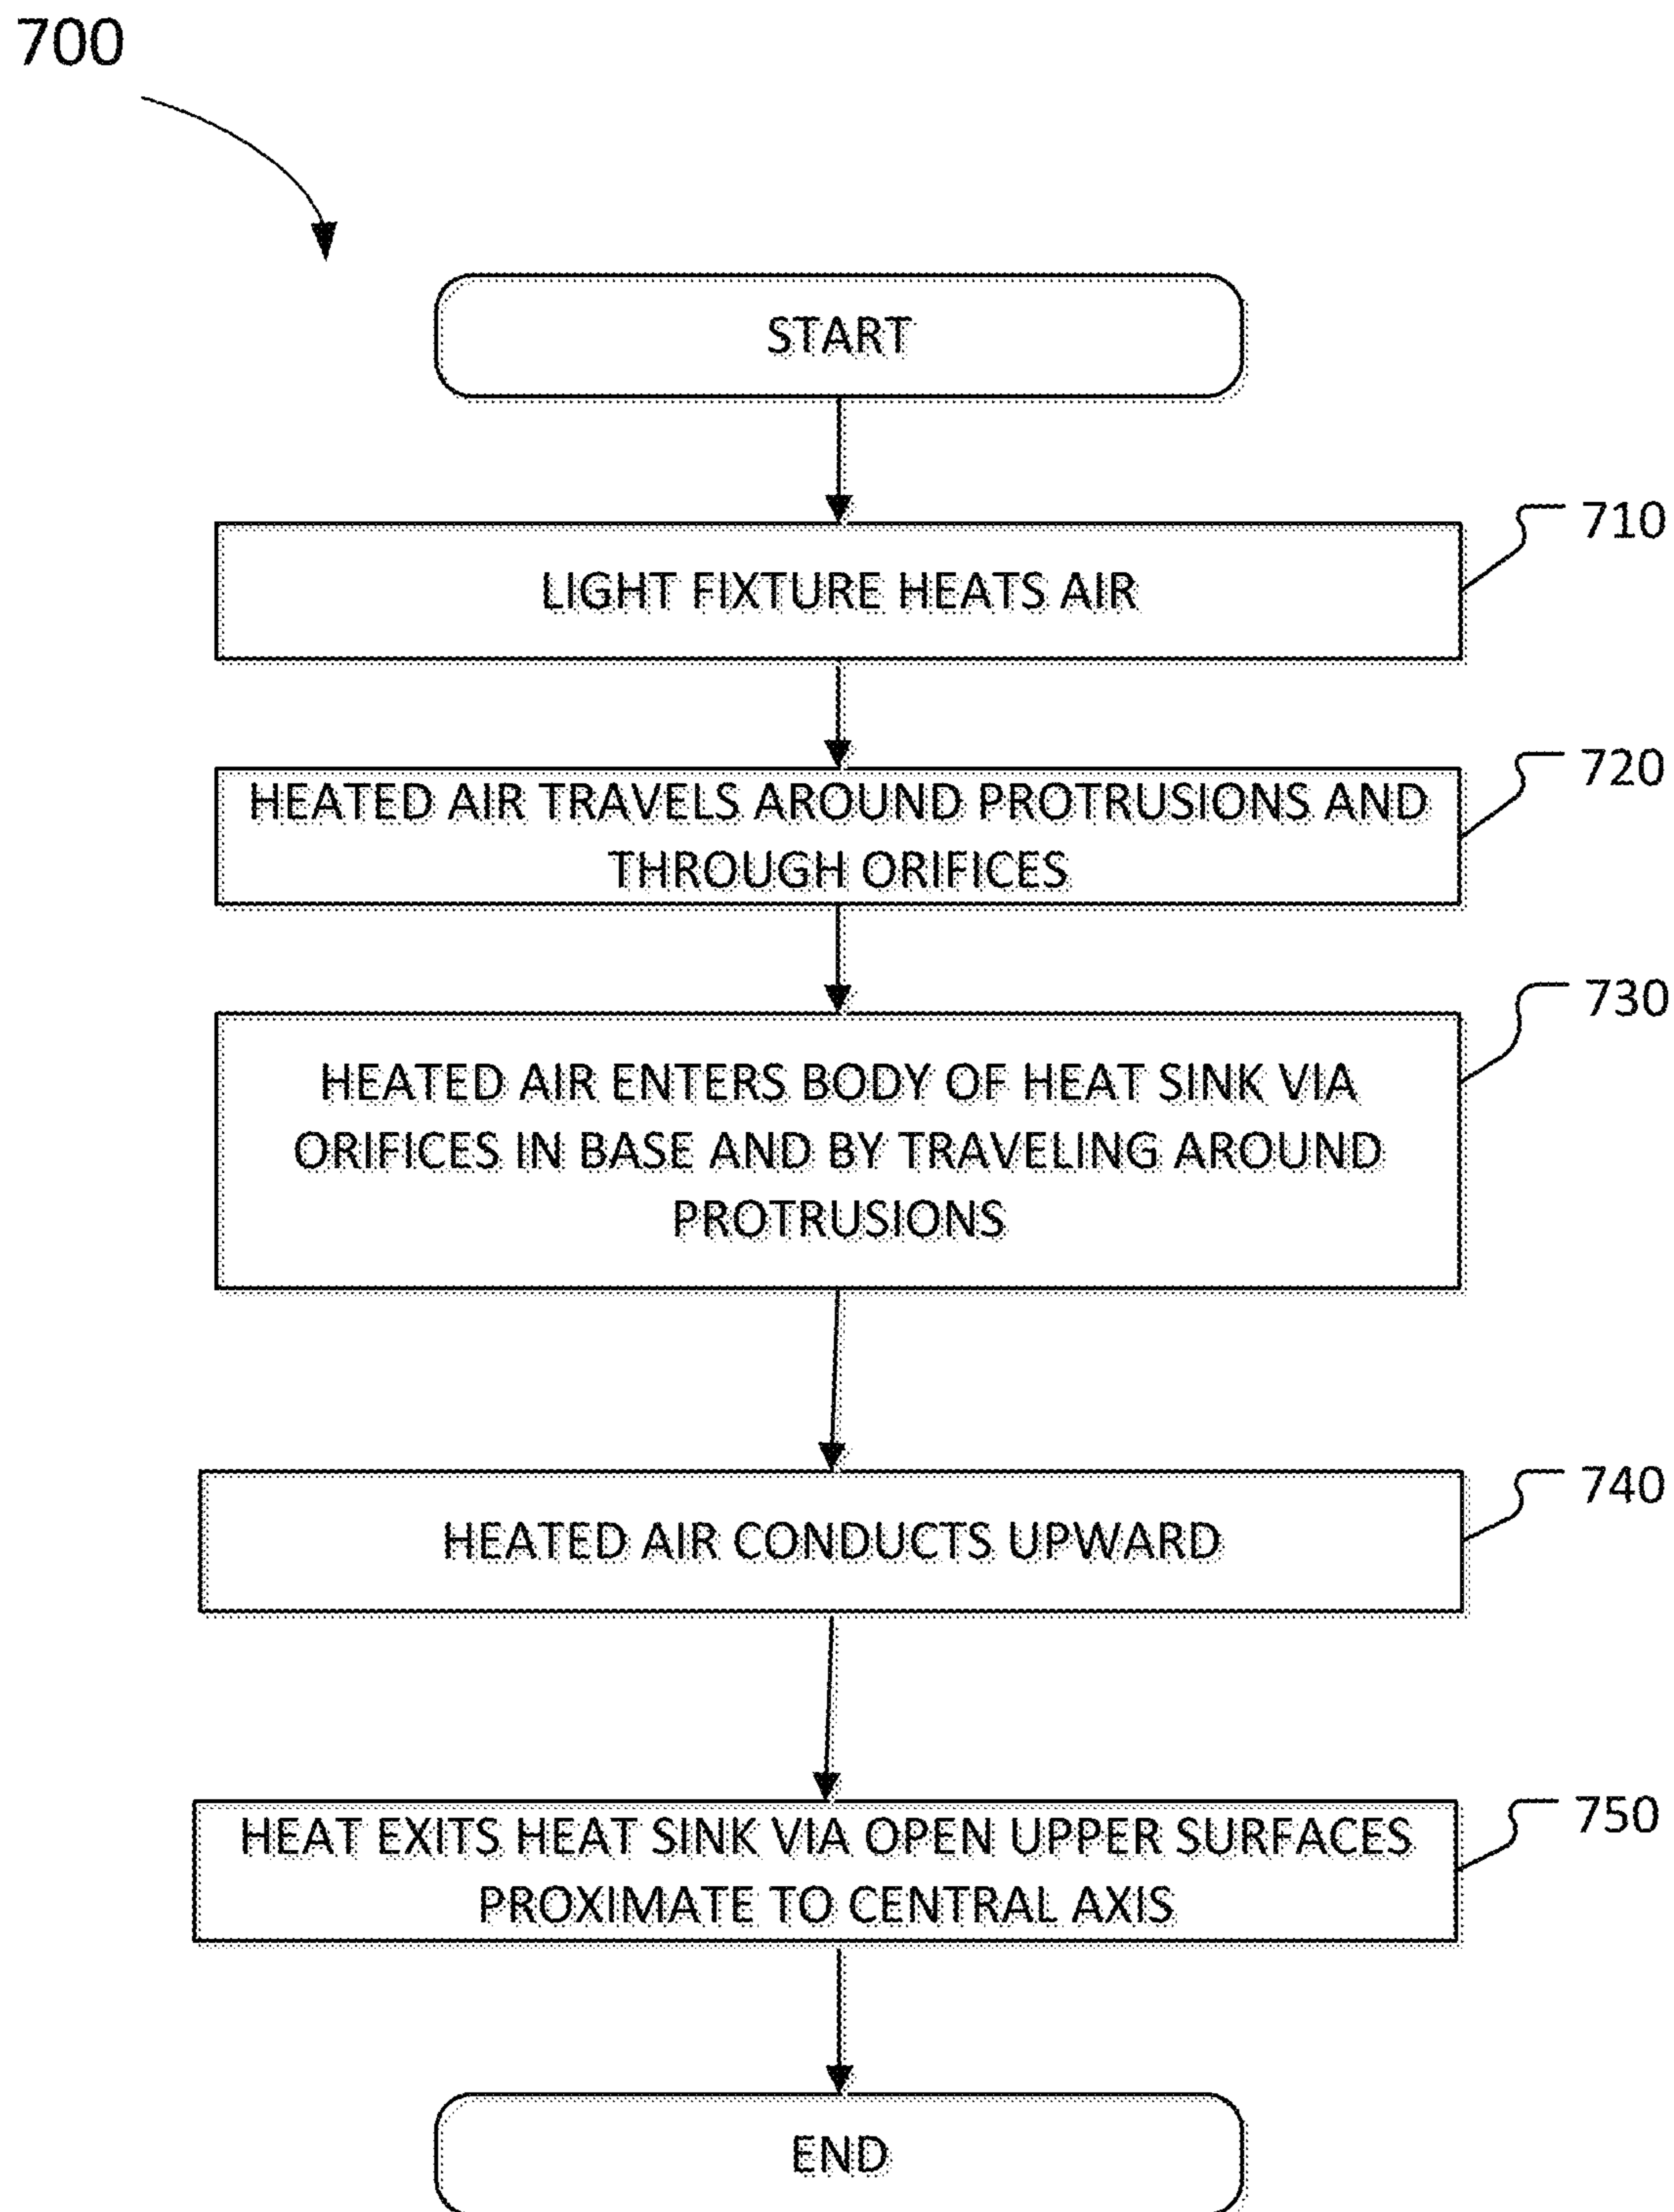 700
START
710
LIGHT FIXTURE HEATS AIR
720
HEATED AIR TRAVELS AROUND PROTRUSIONS AND
THROUGH ORIFICES
730
HEATED AIR ENTERS BODY OF HEAT SINK VIA
ORIFICES IN BASE AND BY TRAVELING AROUND
PROTRUSIONS
740
HEATED AIR CONDUCTS UPWARD
750
HEAT EXITS HEAT SINK VIA OPEN UPPER SURFACES
PROXIMATE TO CENTRAL AXIS
END